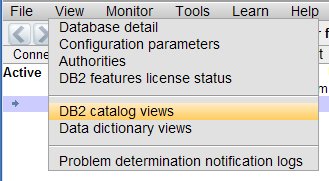 File View Monitor Tools Learn Help
Database detail
Configuration parameters
Authorities
DB2 features license status
DB2 catalog views
Data dictionary views
Problem determination notification logs
Active